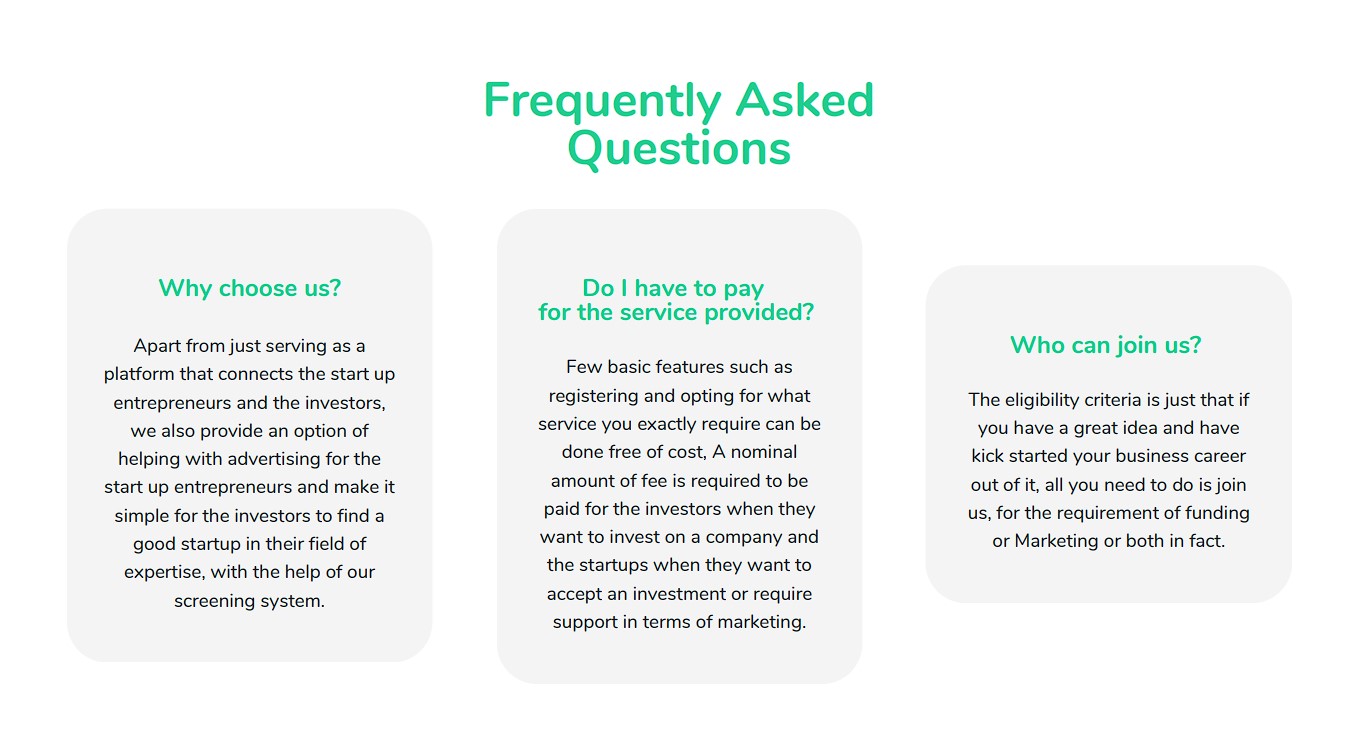 Frequently Asked
Questions
Why choose us?
Apart from just serving as a
platform that connects the start up
entrepreneurs and the investors,
we also provide an option of
helping with advertising for the
start up entrepreneurs and make it
simple for the investors to find a
good startup in their field of
expertise, with the help of our
screening system.
Do I have to pay
for the service provided?
Few basic features such as
registering and opting for what
service you exactly require can be
done free of cost, A nominal
amount of fee is required to be
paid for the investors when they
want to invest on a company and
the startups when they want to
accept an investment or require
support in terms of marketing.
Who can join us?
The eligibility criteria is just that if
you have a great idea and have
kick started your business career
out of it, all you need to do is join
us, for the requirement of funding
or Marketing or both in fact.